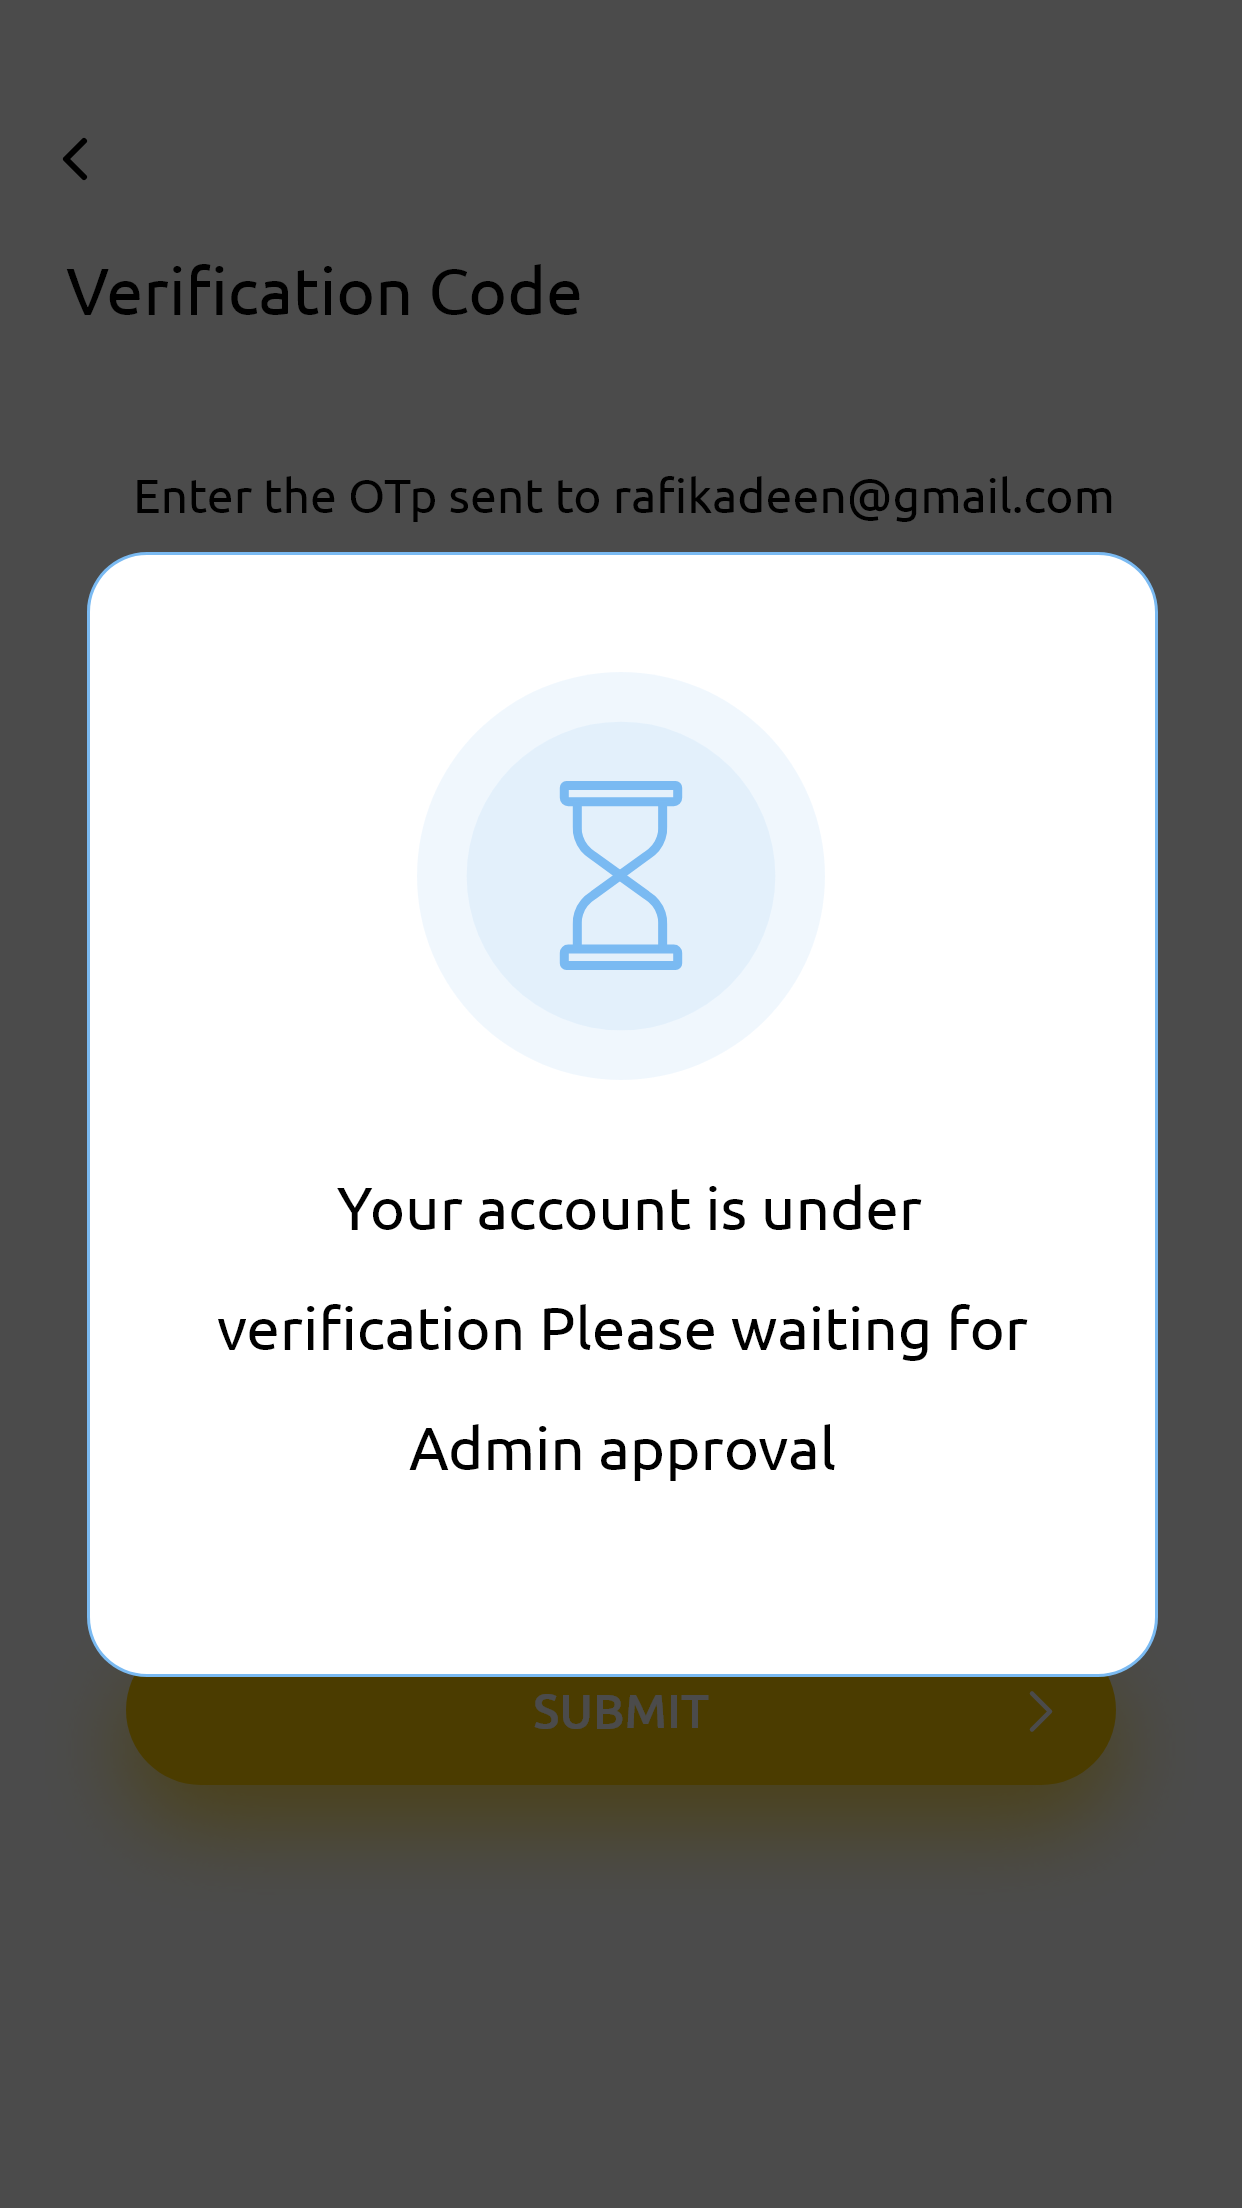 Verification Code
Enter the OTp sent to rafikadeen@gmail.com
Your account is under
verification Please waiting for
Admin approval
SUBMIT